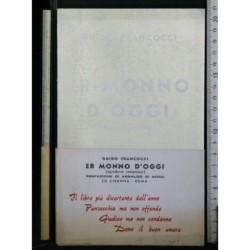 GUIDO FRANCOCCI
ER MONNO
D'OGGI
GUIDO FRANCOCCI
ER MONNO D'OGGI
ROMA
Il libro più divertente dell'anno
Punzecchia ma non offende
Giudica ma non condanna
Dona il buon umore